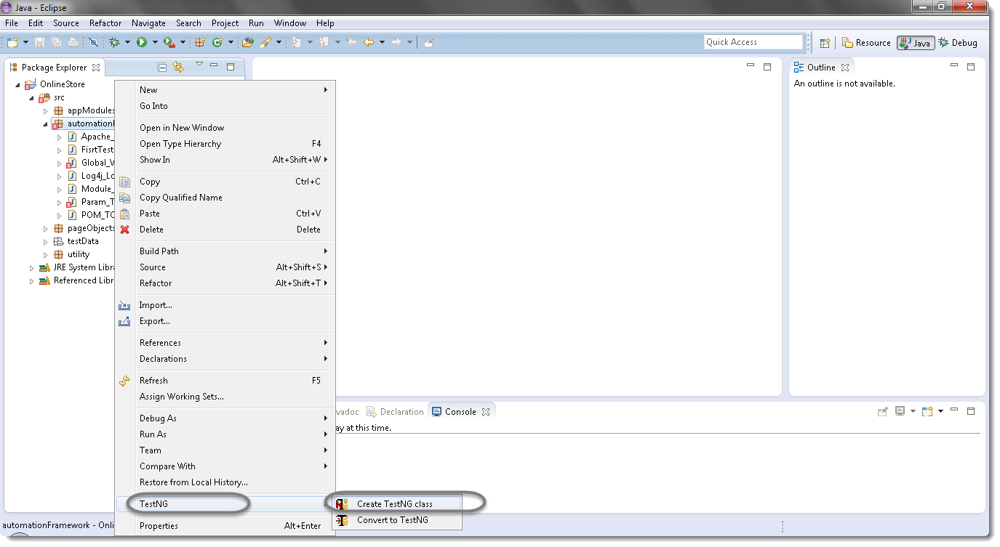 Java - Eclipse
File Edit Source Refactor Navigate Search Project Run Window Help
Quick Access
Resource Java Debug
Package Explorer
OnlineStore
src
appModules
automationF
Apache_
FisrtTest
Global_V
Log4j_Lo
Module_
Param_T
POM_TC
pageObjects
testData
utility
JRE System Libra
Referenced Libr
New
Go Into
Open in New Window
Open Type Hierarchy F4
Show In Alt+Shift+W
Copy Ctrl+C
Copy Qualified Name
Paste Ctrl+V
Delete Delete
Build Path
Source Alt+Shift+S
Refactor Alt+Shift+T
Import...
Export...
References
Declarations
Refresh F5
Assign Working Sets...
Debug As
Run As
Team
Compare With
Restore from Local History...
TestNG
Properties Alt+Enter
Create TestNG class
Convert to TestNG
Outline
An outline is not available.
vadoc Declaration Console
ay at this time.
automationFramework - Onli